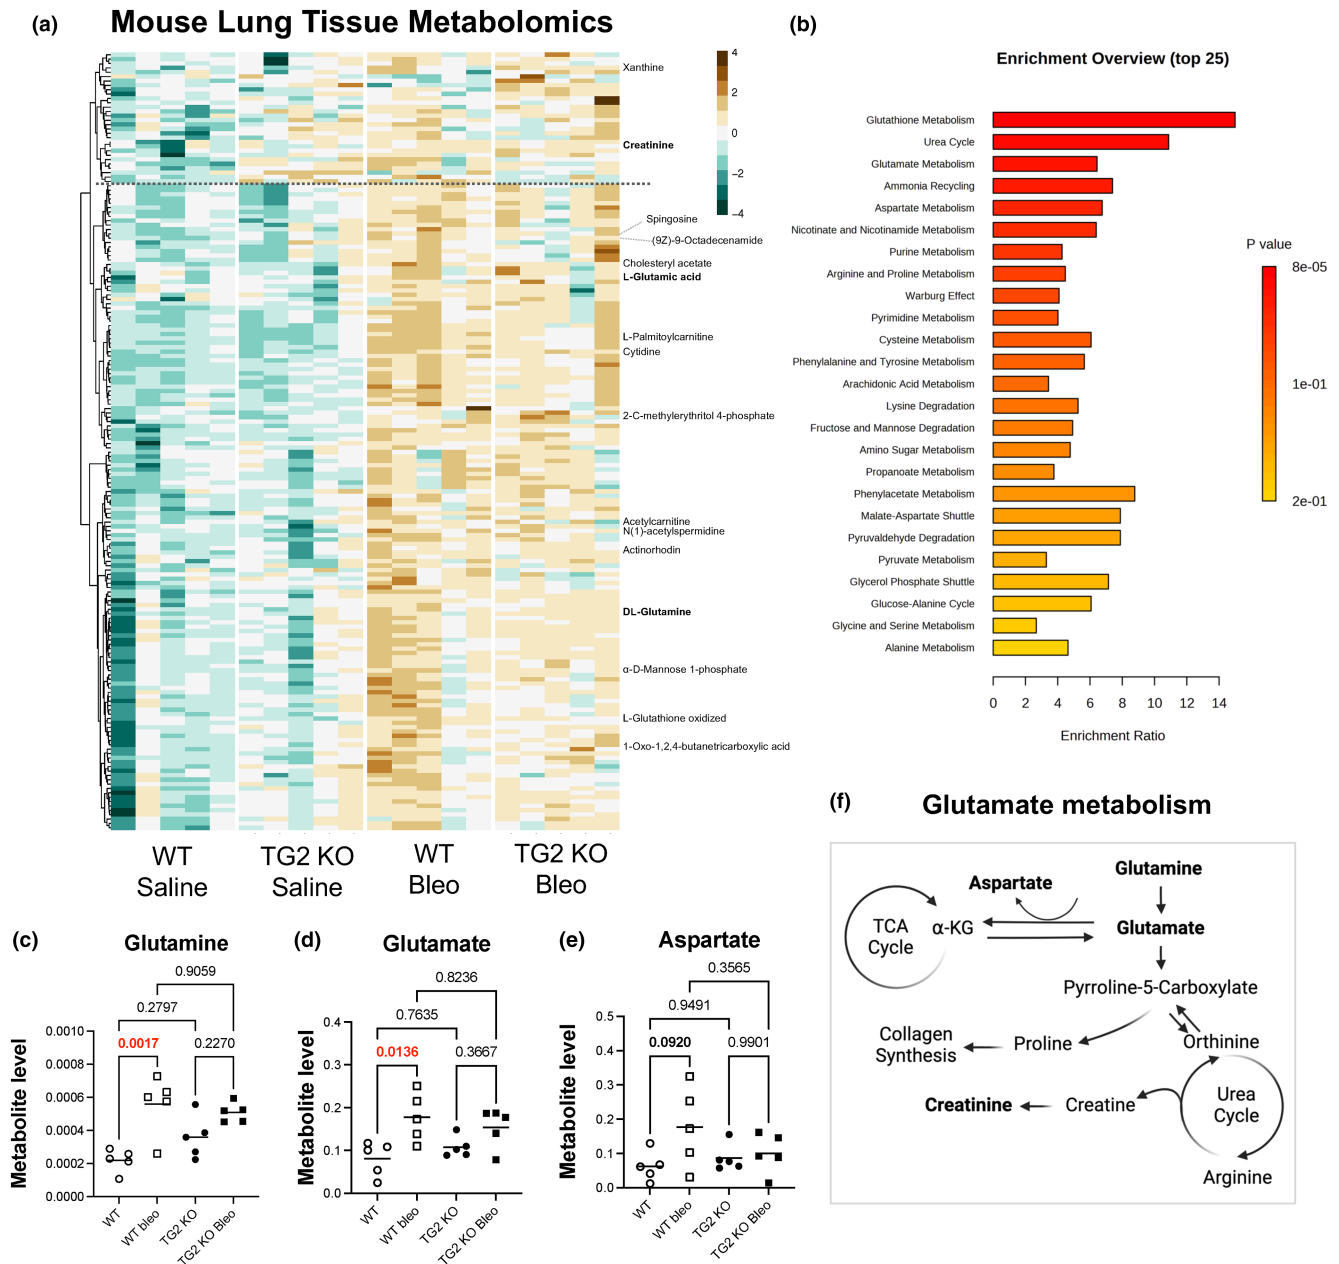 (a)
Mouse Lung Tissue Metabolomics
4
2
0
−2
−4
Xanthine
Creatinine
Spingosine
(9Z)-9-Octadecenamide
Cholesteryl acetate
L-Glutamic acid
L-Palmitoylcarnitine
Cytidine
2-C-methylerythritol 4-phosphate
Acetylcarnitine
N(1)-acetylspermidine
Actinorhodin
DL-Glutamine
α-D-Mannose 1-phosphate
L-Glutathione oxidized
1-Oxo-1,2,4-butanetricarboxylic acid
WT
Saline
TG2 KO
Saline
WT
Bleo
TG2 KO
Bleo
(b)
Enrichment Overview (top 25)
Glutathione Metabolism
Urea Cycle
Glutamate Metabolism
Ammonia Recycling
Aspartate Metabolism
Nicotinate and Nicotinamide Metabolism
Purine Metabolism
Arginine and Proline Metabolism
Warburg Effect
Pyrimidine Metabolism
Cysteine Metabolism
Phenylalanine and Tyrosine Metabolism
Arachidonic Acid Metabolism
Lysine Degradation
Fructose and Mannose Degradation
Amino Sugar Metabolism
Propanoate Metabolism
Phenylacetate Metabolism
Malate-Aspartate Shuttle
Pyruvaldehyde Degradation
Pyruvate Metabolism
Glycerol Phosphate Shuttle
Glucose-Alanine Cycle
Glycine and Serine Metabolism
Alanine Metabolism
0 2 4 6 8 10 12 14
Enrichment Ratio
P value
8e-05
1e-01
2e-01
(c)
Glutamine
0.9059
0.2797
0.0017
0.2270
Metabolite level
0.0010
0.0008
0.0006
0.0004
0.0002
0.0000
WT
WT bleo
TG2 KO
TG2 KO Bleo
(d)
Glutamate
0.8236
0.7635
0.0136
0.3667
Metabolite level
0.4
0.3
0.2
0.1
0.0
WT
WT bleo
TG2 KO
TG2 KO Bleo
(e)
Aspartate
0.3565
0.9491
0.0920
0.9901
Metabolite level
0.5
0.4
0.3
0.2
0.1
0.0
WT
WT bleo
TG2 KO
TG2 KO Bleo
(f)
Glutamate metabolism
Glutamine
Aspartate
TCA
Cycle
α-KG
Glutamate
Pyrroline-5-Carboxylate
Collagen
Synthesis
Proline
Orthinine
Creatinine
Creatine
Urea
Cycle
Arginine